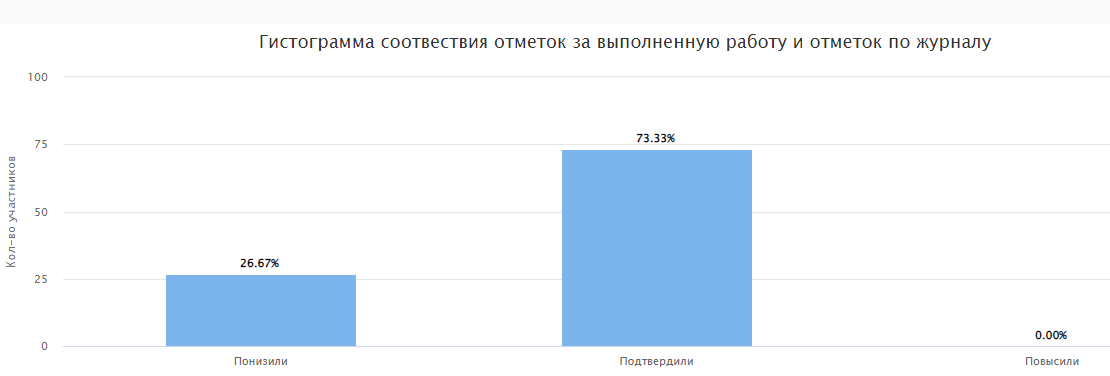 Гистограмма соотвествия отметок за выполненную работу и отметок по журналу
100
75
50
25
0
Кол-во участников
26.67%
73.33%
0.00%
Понизили
Подтвердили
Повысили